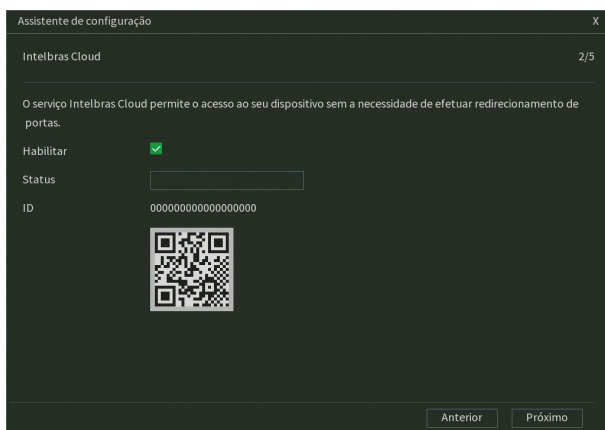 Assistente de configuração X
Intelbras Cloud 2/5
O serviço Intelbras Cloud permite o acesso ao seu dispositivo sem a necessidade de efetuar redirecionamento de
portas.
Habilitar
Status
ID 000000000000000000
Anterior Próximo